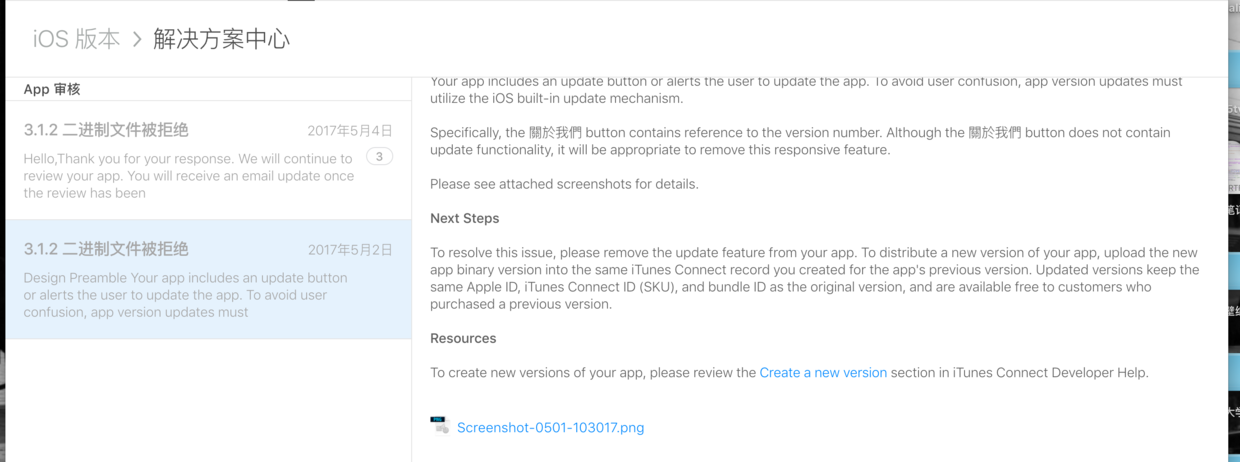 iOS 版本 > 解决方案中心
App 审核
3.1.2 二进制文件被拒绝
2017年5月4日
Hello,Thank you for your response. We will continue to
review your app. You will receive an email update once
the review has been
3
3.1.2 二进制文件被拒绝
2017年5月2日
Design Preamble Your app includes an update button
or alerts the user to update the app. To avoid user
confusion, app version updates must
Your app includes an update button or alerts the user to update the app. To avoid user confusion, app version updates must
utilize the iOS built-in update mechanism.
Specifically, the 關於我們 button contains reference to the version number. Although the 關於我們 button does not contain
update functionality, it will be appropriate to remove this responsive feature.
Please see attached screenshots for details.
Next Steps
To resolve this issue, please remove the update feature from your app. To distribute a new version of your app, upload the new
app binary version into the same iTunes Connect record you created for the app's previous version. Updated versions keep the
same Apple ID, iTunes Connect ID (SKU), and bundle ID as the original version, and are available free to customers who
purchased a previous version.
Resources
To create new versions of your app, please review the Create a new version section in iTunes Connect Developer Help.
Screenshot-0501-103017.png